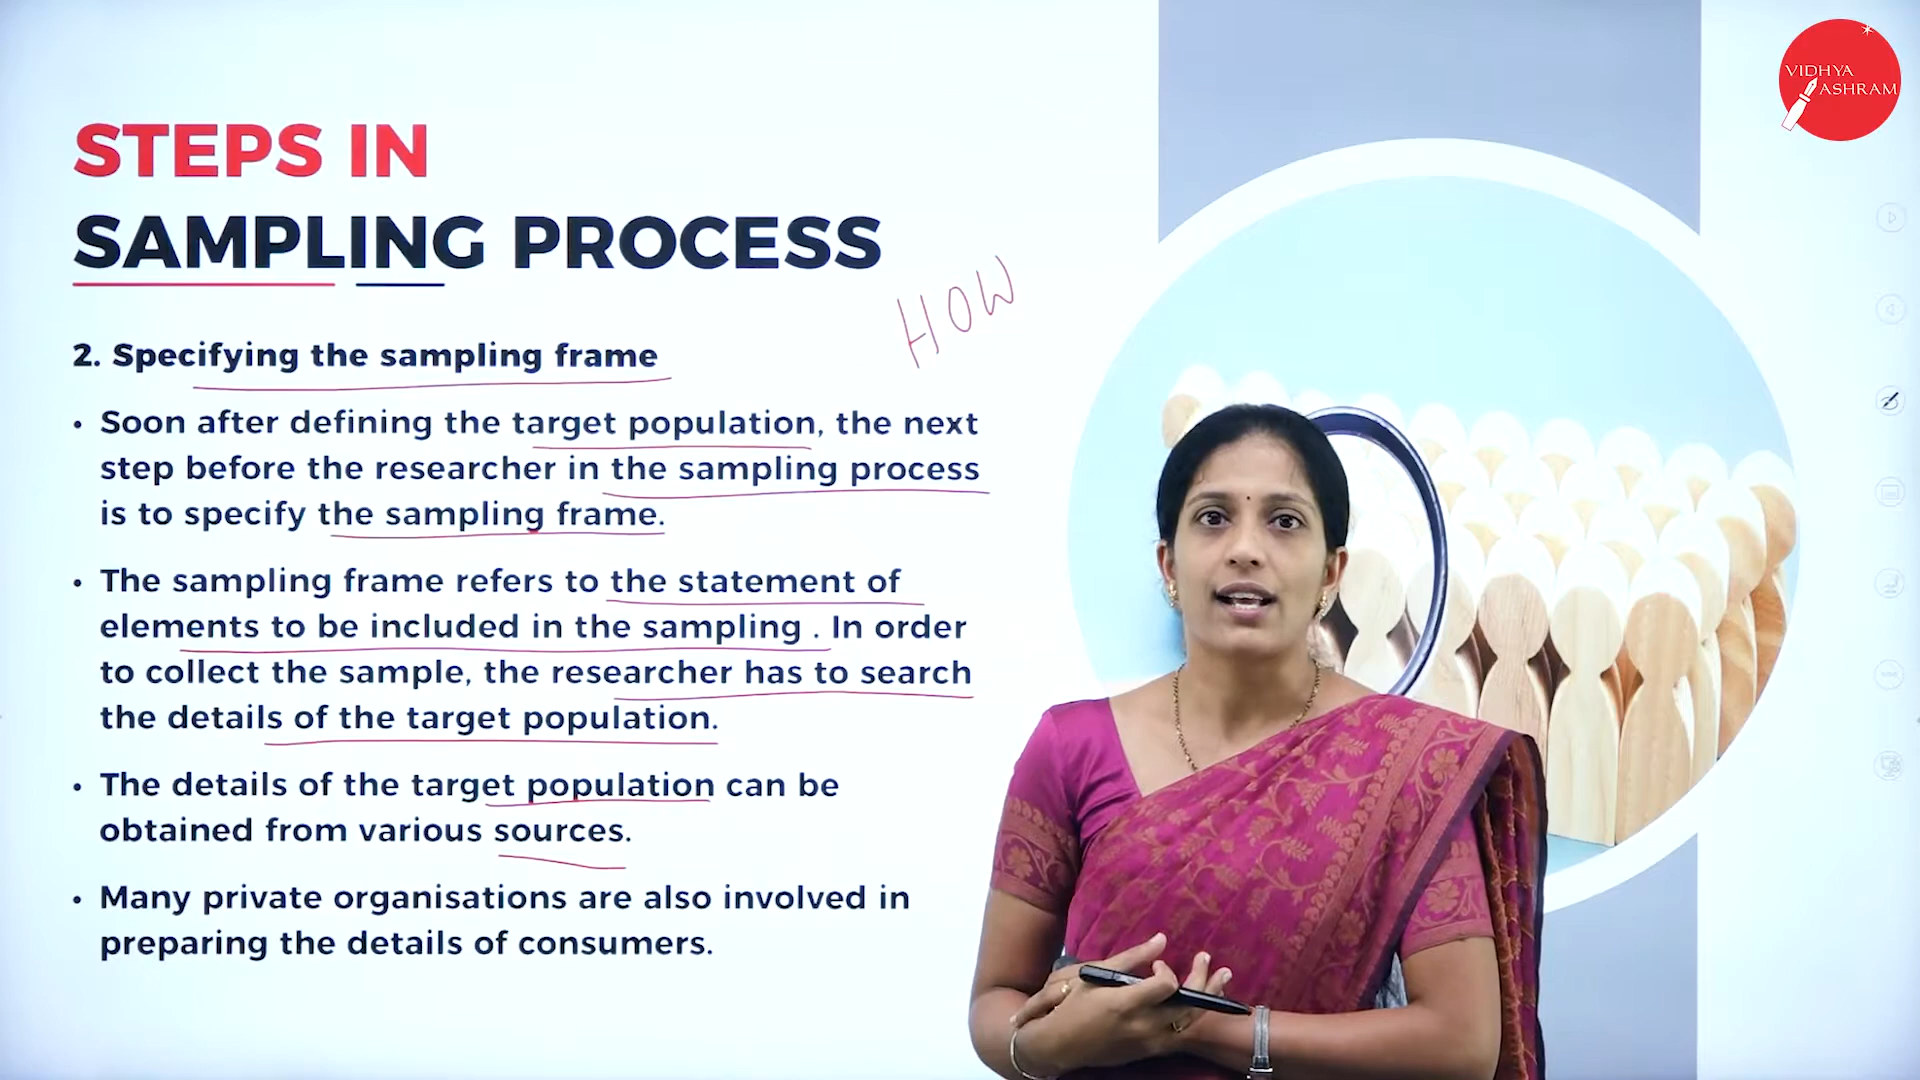 VIDHYA
ASHRAM
STEPS IN
SAMPLING PROCESS
HOW
2. Specifying the sampling frame
• Soon after defining the target population, the next
step before the researcher in the sampling process
is to specify the sampling frame.
• The sampling frame refers to the statement of
elements to be included in the sampling . In order
to collect the sample, the researcher has to search
the details of the target population.
• The details of the target population can be
obtained from various sources.
• Many private organisations are also involved in
preparing the details of consumers.